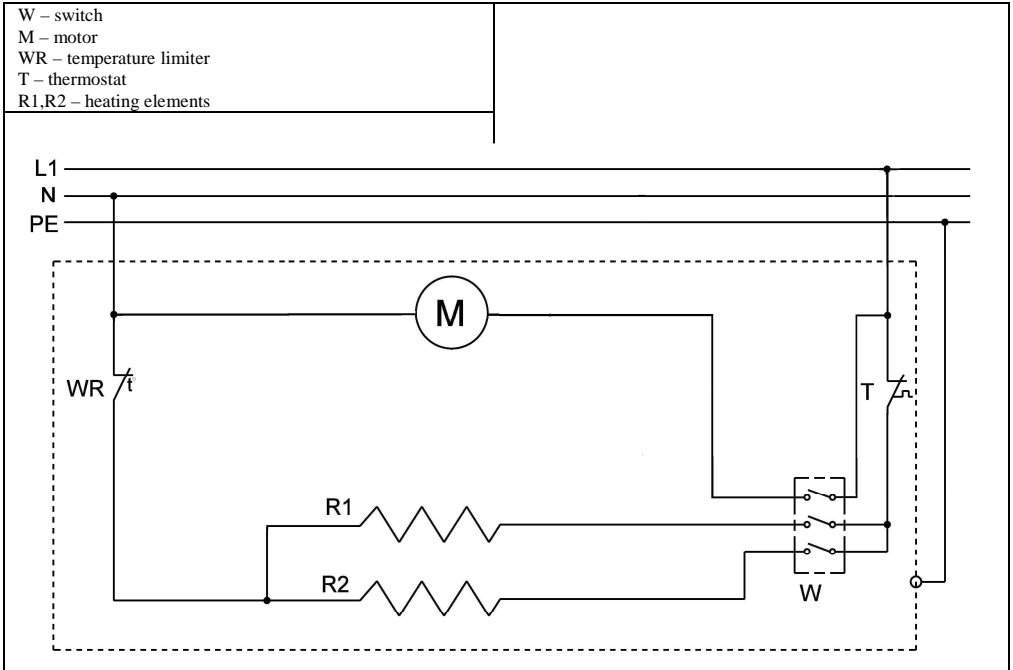 W – switch
M – motor
WR – temperature limiter
T – thermostat
R1,R2 – heating elements
L1
N
PE
M
WR
t°
T
R1
R2
W